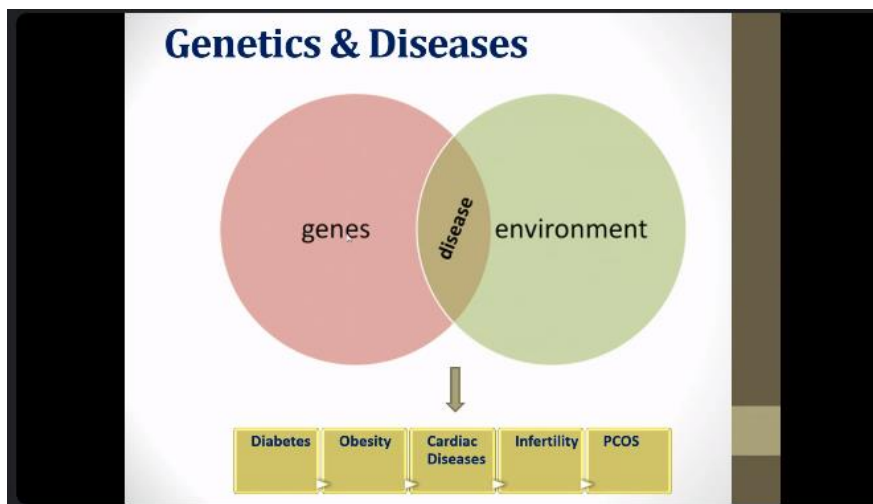 Genetics & Diseases
genes
disease
environment
Diabetes
Obesity
Cardiac
Diseases
Infertility
PCOS